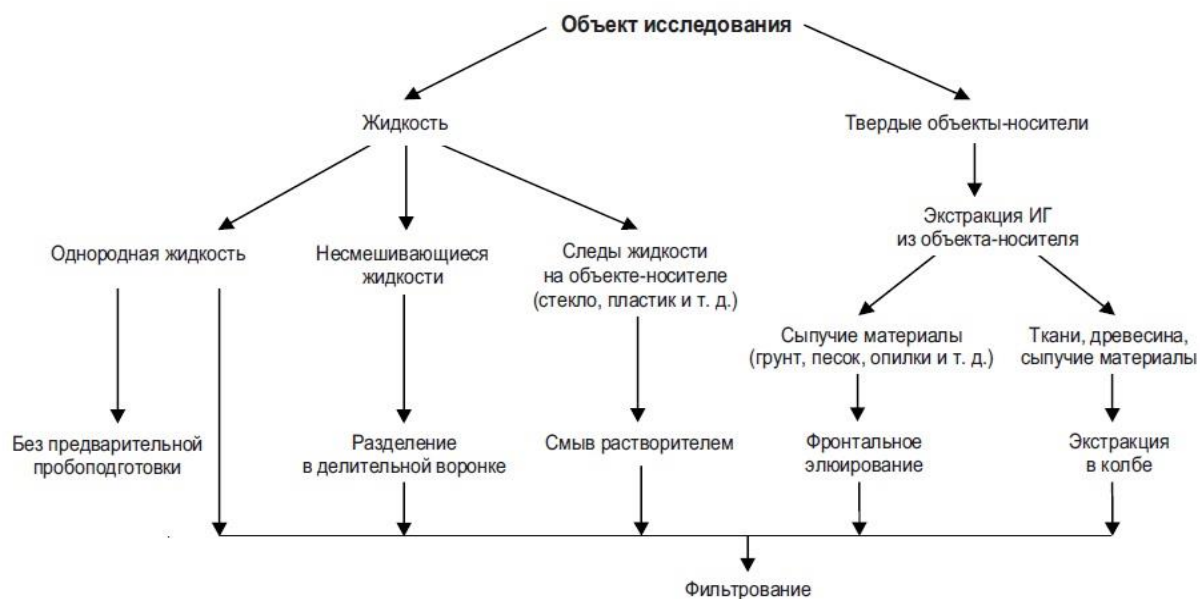 Объект исследования
Жидкость
Твердые объекты-носители
Однородная жидкость
Несмешивающиеся
жидкости
Следы жидкости
на объекте-носителе
(стекло, пластик и т. д.)
Экстракция ИГ
из объекта-носителя
Сыпучие материалы
(грунт, песок, опилки и т. д.)
Ткани, древесина,
сыпучие материалы
Без предварительной
пробоподготовки
Разделение
в делительной воронке
Смыв растворителем
Фронтальное
элюирование
Экстракция
в колбе
Фильтрование